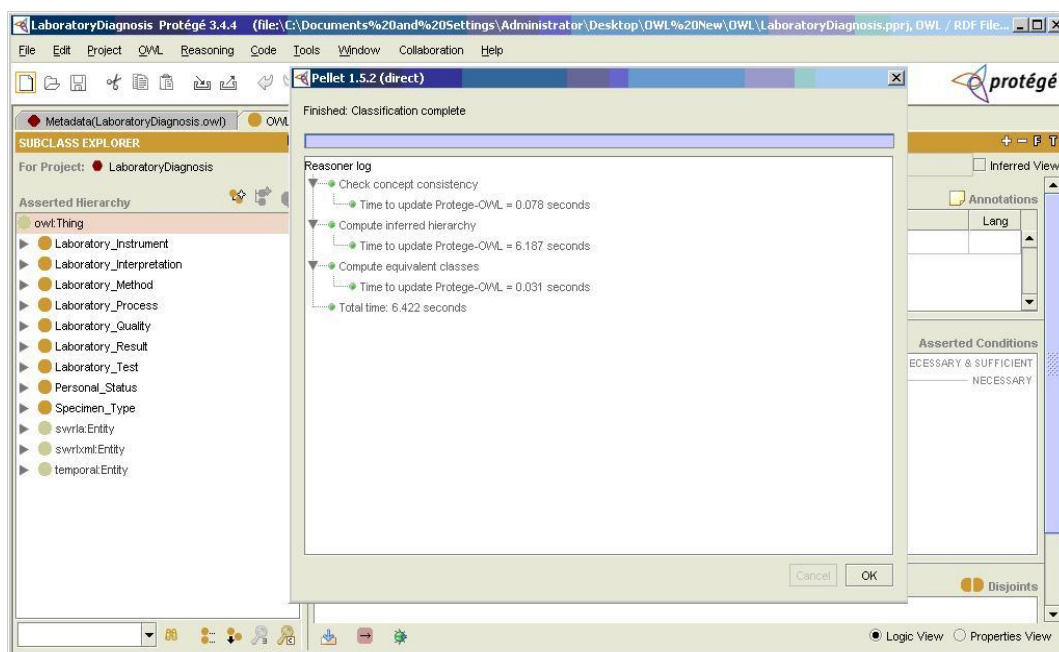 LaboratoryDiagnosis Protégé 3.4.4 (file:\C:\Documents%20and%20Settings\Administrator\Desktop\OWL%20New\OWL\LaboratoryDiagnosis.pprj, OWL / RDF File...
File Edit Project OWL Reasoning Code Tools Window Collaboration Help
protégé
Metadata(LaboratoryDiagnosis.owl)
SUBCLASS EXPLORER
For Project: LaboratoryDiagnosis
Asserted Hierarchy
owl:Thing
Laboratory_Instrument
Laboratory_Interpretation
Laboratory_Method
Laboratory_Process
Laboratory_Quality
Laboratory_Result
Laboratory_Test
Personal_Status
Specimen_Type
swrla:Entity
swrlxml:Entity
temporal:Entity
Pellet 1.5.2 (direct)
Finished: Classification complete
Reasoner log
Check concept consistency
Time to update Protege-OWL = 0.078 seconds
Compute inferred hierarchy
Time to update Protege-OWL = 6.187 seconds
Compute equivalent classes
Time to update Protege-OWL = 0.031 seconds
Total time: 6.422 seconds
Cancel OK
F T
Inferred View
Annotations
Lang
Asserted Conditions
ECESSARY & SUFFICIENT
NECESSARY
Disjoints
Logic View Properties View